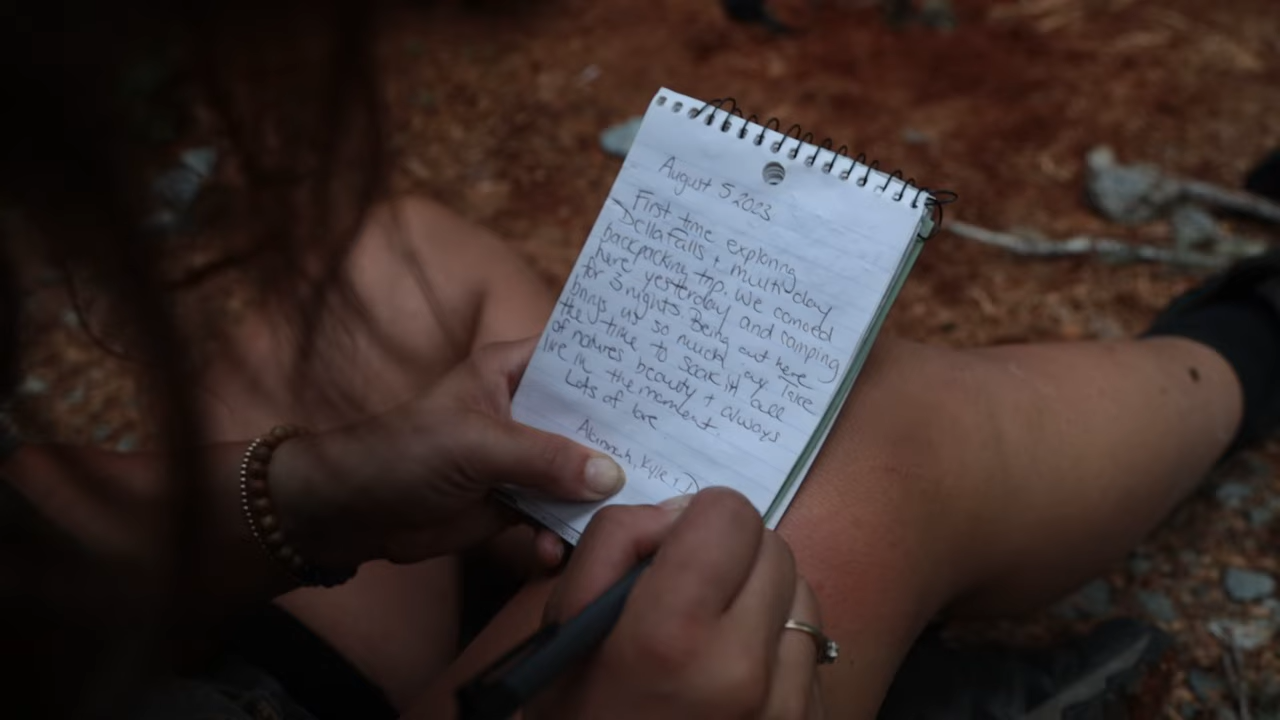 August 5 2023
First time exploring
Della Falls + multi-day
backpacking trip. We canoed
here yesterday and camping
for 3 nights. Being out here
brings us so much joy. Take
the time to soak in all
of natures beauty + always
live in the moment.
Lots of love
Kyle + D